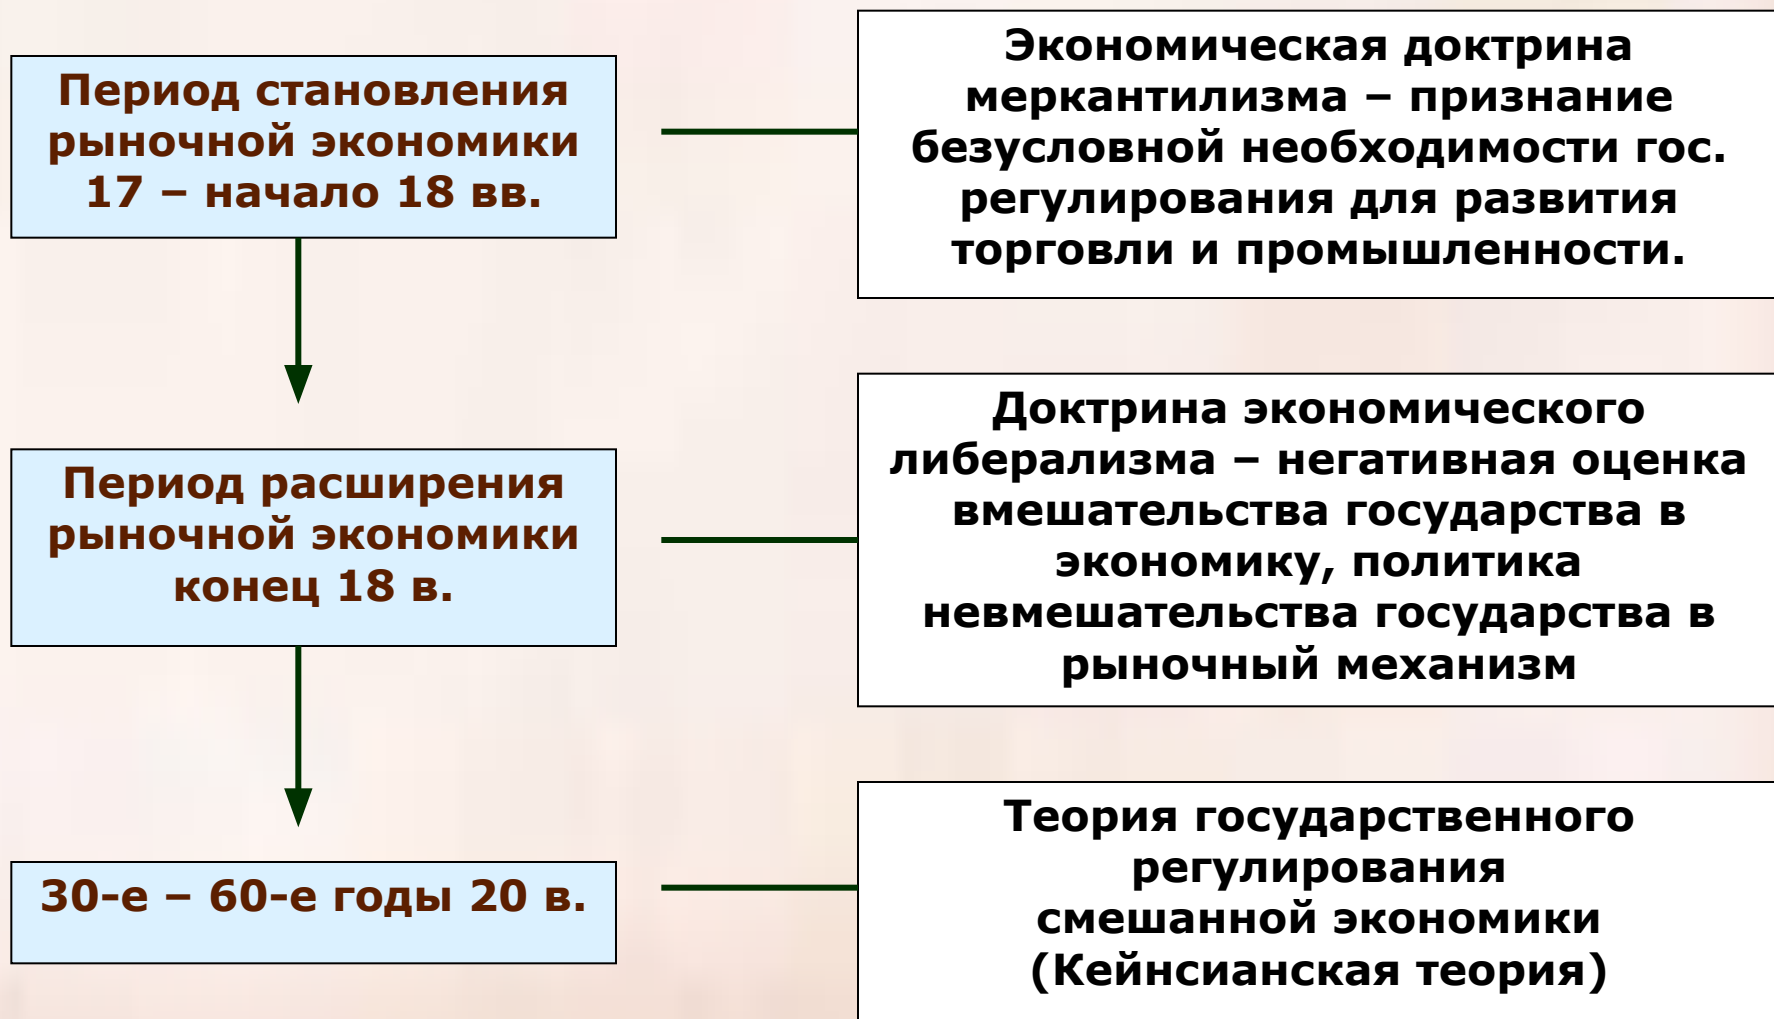 Период становления
рыночной экономики
17 – начало 18 вв.
Экономическая доктрина
меркантилизма – признание
безусловной необходимости гос.
регулирования для развития
торговли и промышленности.
Период расширения
рыночной экономики
конец 18 в.
Доктрина экономического
либерализма – негативная оценка
вмешательства государства в
экономику, политика
невмешательства государства в
рыночный механизм
30-е – 60-е годы 20 в.
Теория государственного
регулирования
смешанной экономики
(Кейнсианская теория)